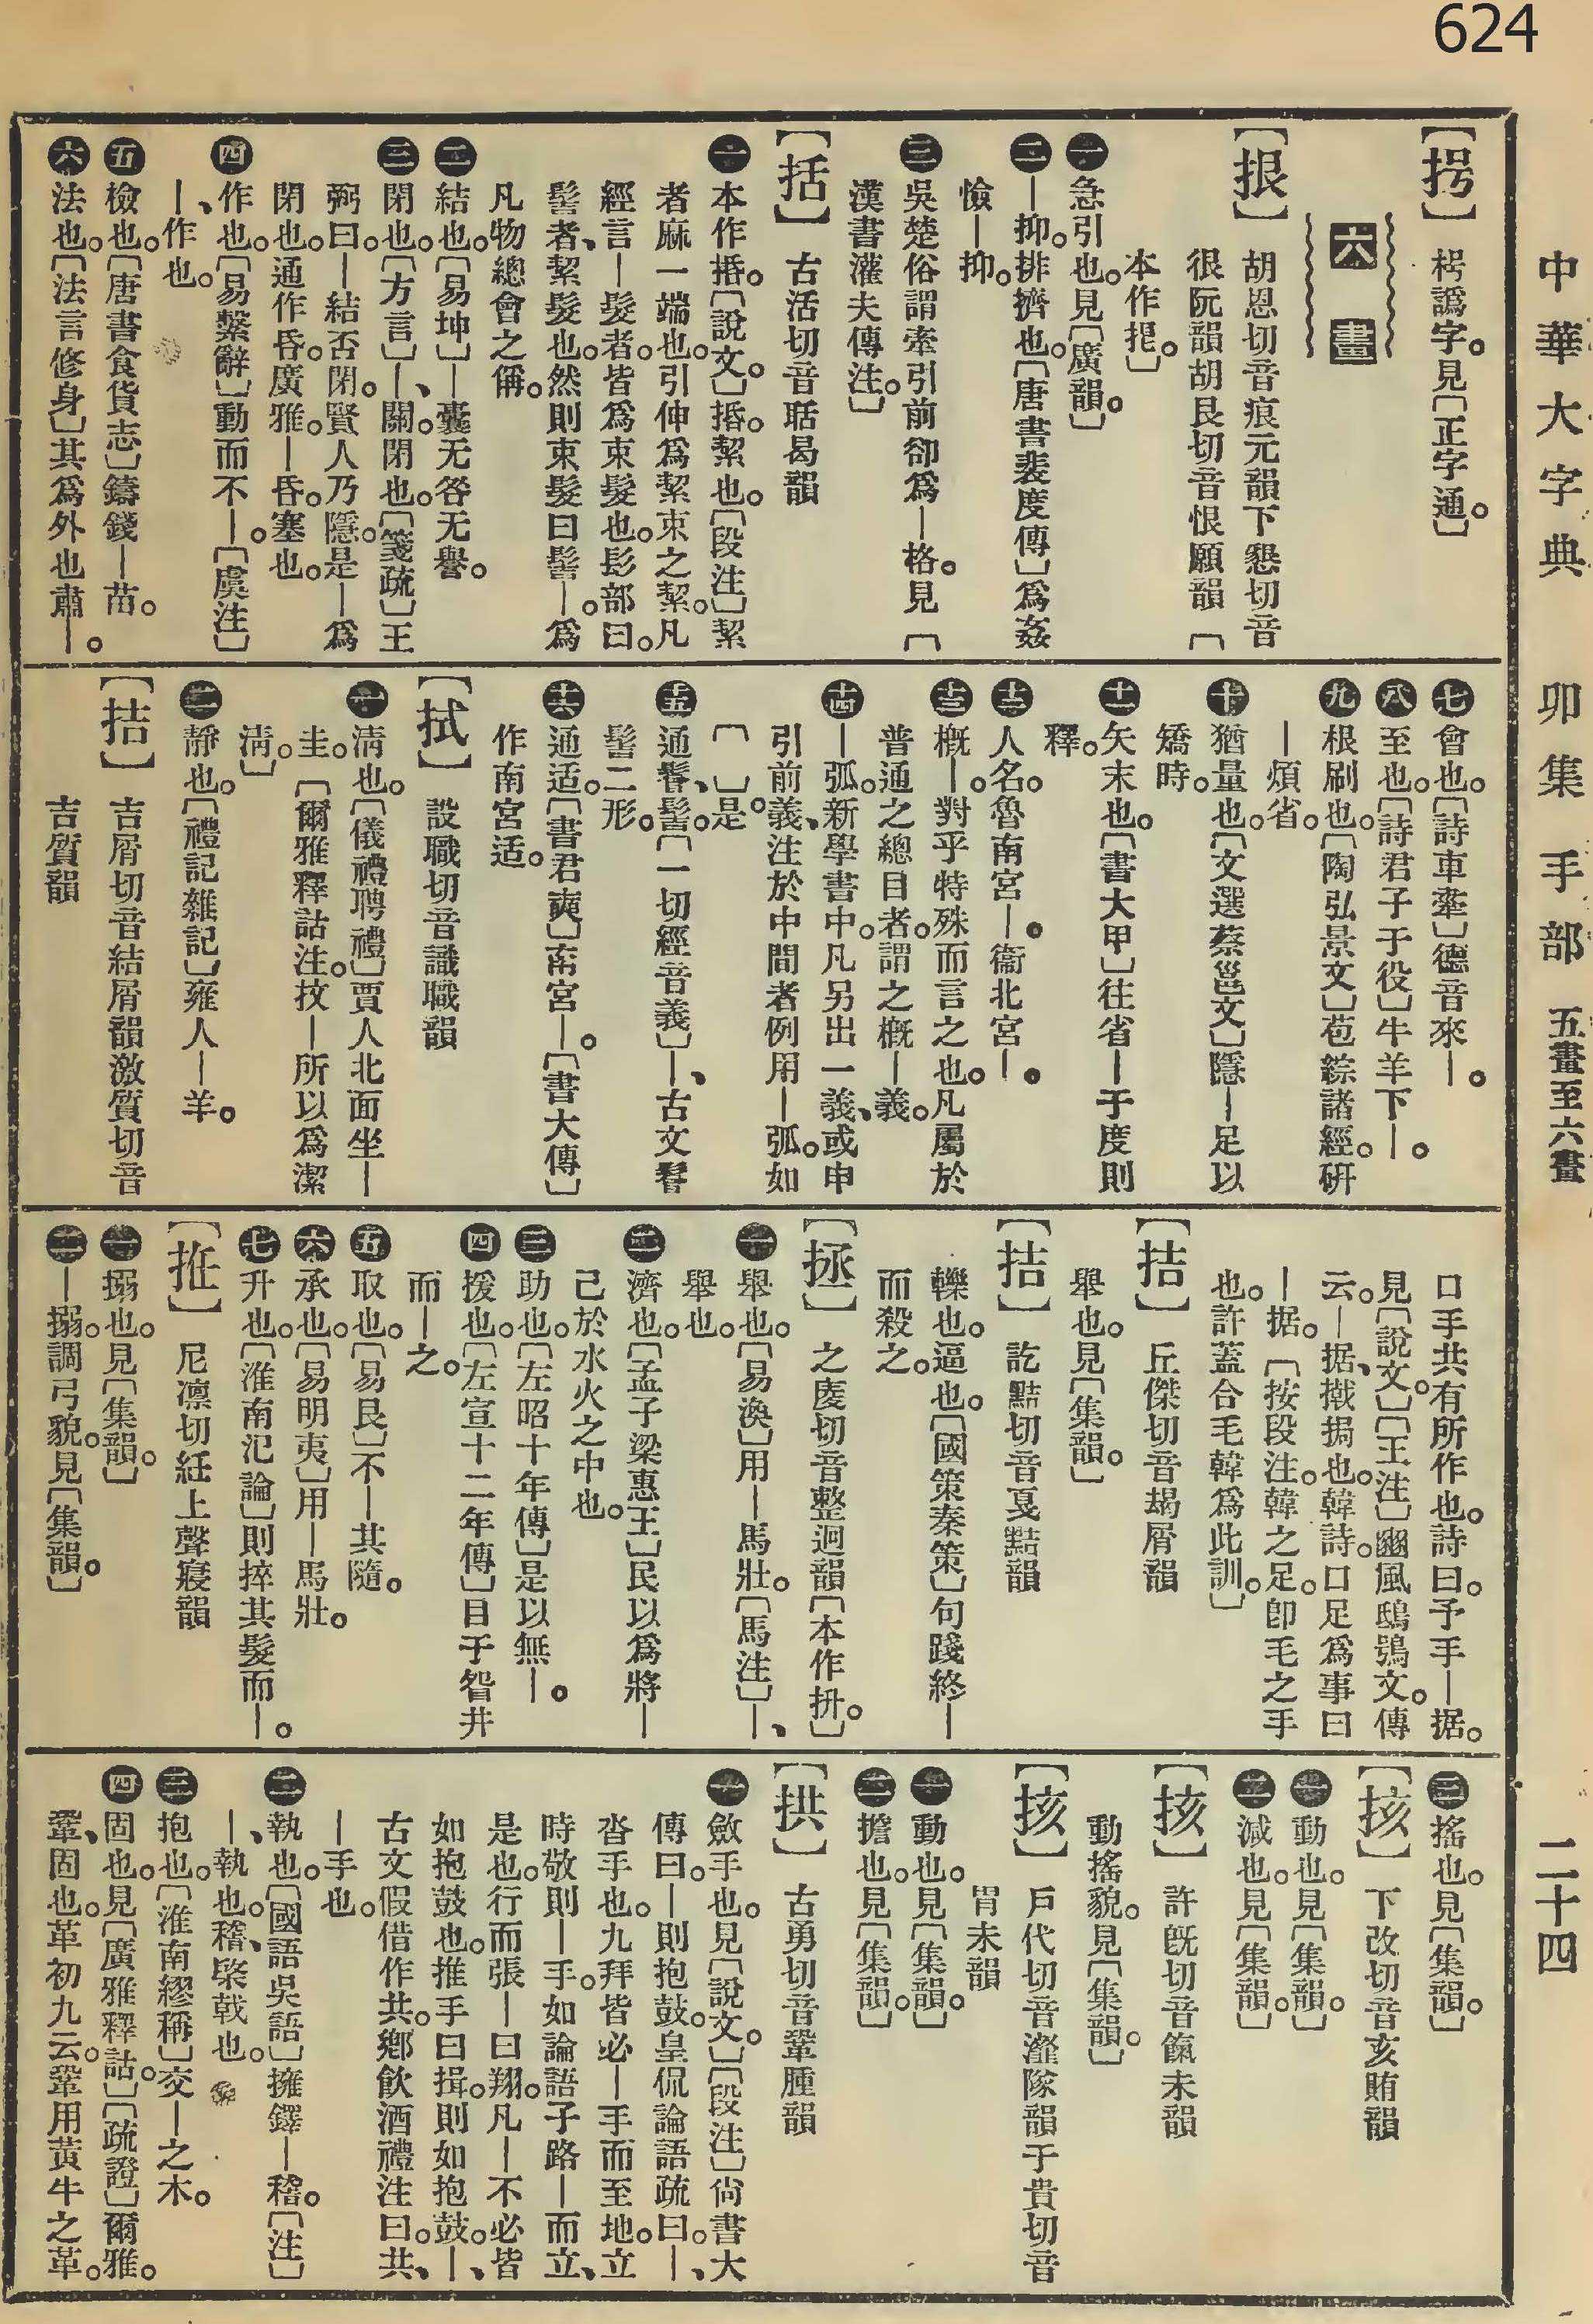 624
中華大字典 卯集 手部 五畫至六畫 二十四
【捛】 樗譌字。見〔正字通。〕
六畫
【拫】 胡恩切音痕元韻下懇切音
很阮韻胡艮切音恨願韻〔
本作𢫦。〕
㊀急引也。見〔廣韻。〕
㊁—抑。排擠也。〔唐書裴度傳〕爲姦
憸—抑。
㊂吳楚俗謂牽引前卻爲—格。見〔
漢書灌夫傳注。〕
【括】 古活切音聒曷韻
㊀本作𢬸。〔說文。〕𢬸。絜也。〔段注〕絜
者麻一端也。引伸爲絜束之絜。凡
經言—髮者。皆爲束髮也。髟部曰。
髺者、絜髮也。然則束髮曰髺—。爲
凡物總會之偁。
㊁結也。〔易坤〕—囊无咎无譽。
㊂閉也。〔方言〕—、關。閉也。〔箋疏〕王
弼曰。—結否閉。賢人乃隱。是—爲
閉也。通作昏。廣雅。—昏。塞也。
㊃作也。〔易繫辭〕動而不—。〔虞注〕
—、作也。
㊄檢也。〔唐書食貨志〕鑄錢—苗。
㊅法也。〔法言修身〕其爲外也肅—。
㊆會也。〔詩車舝〕德音來—。
㊇至也。〔詩君子于役〕牛羊下—。
㊈根刷也。〔陶弘景文〕苞綜諸經。研
—煩省。
㊉猶量也。〔文選蔡邕文〕隱—足以
矯時。
十一矢末也。〔書大甲〕往省—于度則
釋。
十二人名。魯南宮—。衞北宮—。
十三槪—。對乎特殊而言之也。凡屬於
普通之總目者。謂之槪—義。
十四—弧。新學書中。凡另出一義、或申
引前義、注於中間者例用—弧。如
〔 〕是。
十五通鬠、髺。〔一切經音義〕—、古文鬠
髺二形。
十六通适。〔書君奭〕南宮—。〔書大傳〕
作南宮适。
【拭】 設職切音識職韻
㊀淸也。〔儀禮聘禮〕賈人北面坐—
圭。〔爾雅釋詁注。抆—所以爲潔
淸。〕
㊁靜也。〔禮記雜記〕雍人—羊。
【拮】 吉屑切音結屑韻激質切音
吉質韻
口手共有所作也。詩曰。予手—据。
見〔說文。〕〔王注〕豳風鴟鴞文。傳
云。—据、撠挶也。韓詩。口足爲事曰
—据。〔按段注。韓之足。卽毛之手
也。許蓋合毛韓爲此訓。〕
【拮】 丘傑切音朅屑韻
舉也。見〔集韻。〕
【拮】 訖黠切音戛黠韻
轢也。逼也。〔國策秦策〕句踐終—
而殺之。
【拯】 之慶切音整迥韻〔本作抍。〕
㊀舉也。〔易渙〕用—馬壯。〔馬注〕—、
舉也。
㊁濟也。〔孟子梁惠王〕民以爲將—
己於水火之中也。
㊂助也。〔左昭十年傳〕是以無—。
㊃援也。〔左宣十二年傳〕目于眢井
而—之。
㊄取也。〔易艮〕不—其隨。
㊅承也。〔易明夷〕用—馬壯。
㊆升也。〔淮南氾論〕則捽其髮而—。
【拰】 尼凛切紝上聲寢韻
㊀搦也。見〔集韻。〕
㊁—搦。調弓貌。見〔集韻。〕
㊂搖也。見〔集韻。〕
【㧡】 下改切音亥賄韻
㊀動也。見〔集韻。〕
㊁減也。見〔集韻。〕
【㧡】 許旣切音餼未韻
動搖貌。見〔集韻。〕
【㧡】 戶代切音瀣隊韻于貴切音
胃未韻
㊀動也。見〔集韻。〕
㊁擔也。見〔集韻。〕
【拱】 古勇切音鞏腫韻
㊀斂手也。見〔說文。〕〔段注〕尙書大
傳曰。—則抱鼓。皇侃論語疏曰。—、
沓手也。九拜皆必—手而至地。立
時敬則—手。如論語子路—而立、
是也。行而張—曰翔。凡—不必皆
如抱鼓也。推手曰揖。則如抱鼓。—、
古文假借作共。鄕飮酒禮注曰。共、
—手也。
㊁執也。〔國語吳語〕擁鐸—稽。〔注〕
—、執也。稽、棨戟也。
㊂抱也。〔淮南繆稱〕交—之木。
㊃固也。見〔廣雅釋詁。〕〔疏證〕爾雅。
鞏、固也。革初九云。鞏用黃牛之革。